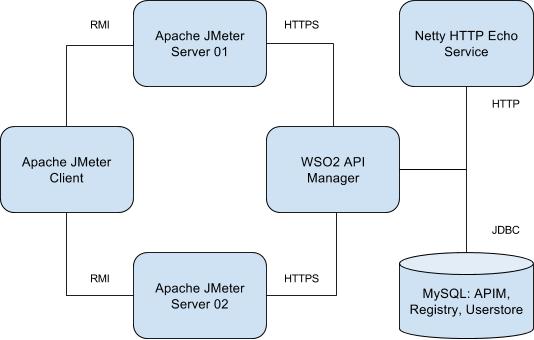 RMI
Apache JMeter
Server 01
HTTPS
Netty HTTP Echo
Service
HTTP
Apache JMeter
Client
WSO2 API
Manager
JDBC
RMI
Apache JMeter
Server 02
HTTPS
MySQL: APIM,
Registry, Userstore